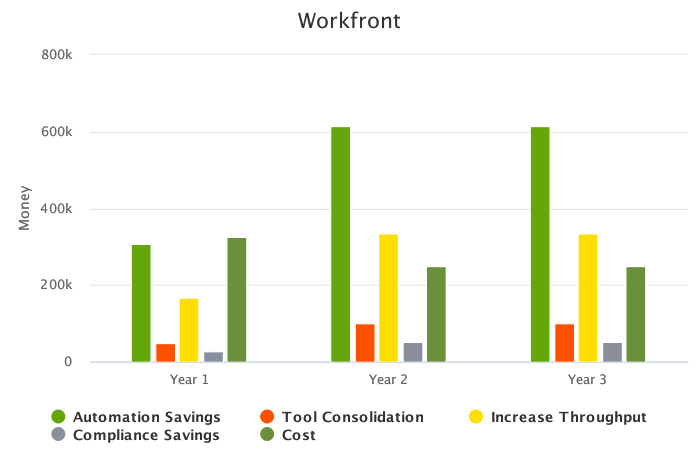 Workfront
800k
600k
400k
200k
0
Money
Year 1 Year 2 Year 3
Automation Savings Tool Consolidation Increase Throughput
Compliance Savings Cost